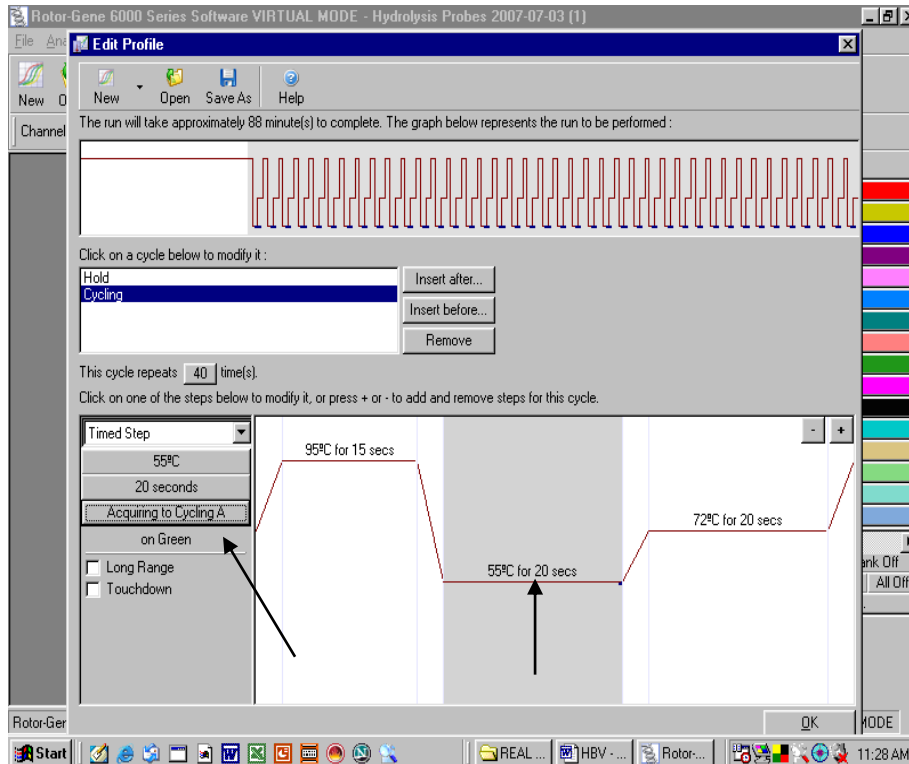 Rotor-Gene 6000 Series Software VIRTUAL MODE - Hydrolysis Probes 2007-07-03 (1)
File Ana
Edit Profile
New
New Open Save As Help
Channel
The run will take approximately 88 minute(s) to complete. The graph below represents the run to be performed :
Click on a cycle below to modify it :
Hold
Cycling
Insert after...
Insert before...
Remove
This cycle repeats 40 time(s).
Click on one of the steps below to modify it, or press + or - to add and remove steps for this cycle.
Timed Step
- +
55ºC
20 seconds
Acquiring to Cycling A
on Green
Long Range
Touchdown
95ºC for 15 secs
55ºC for 20 secs
72ºC for 20 secs
ank Off
All Off
OK
Rotor-Ger
MODE
Start
REAL ...
HBV - ...
Rotor-...
11:28 AM